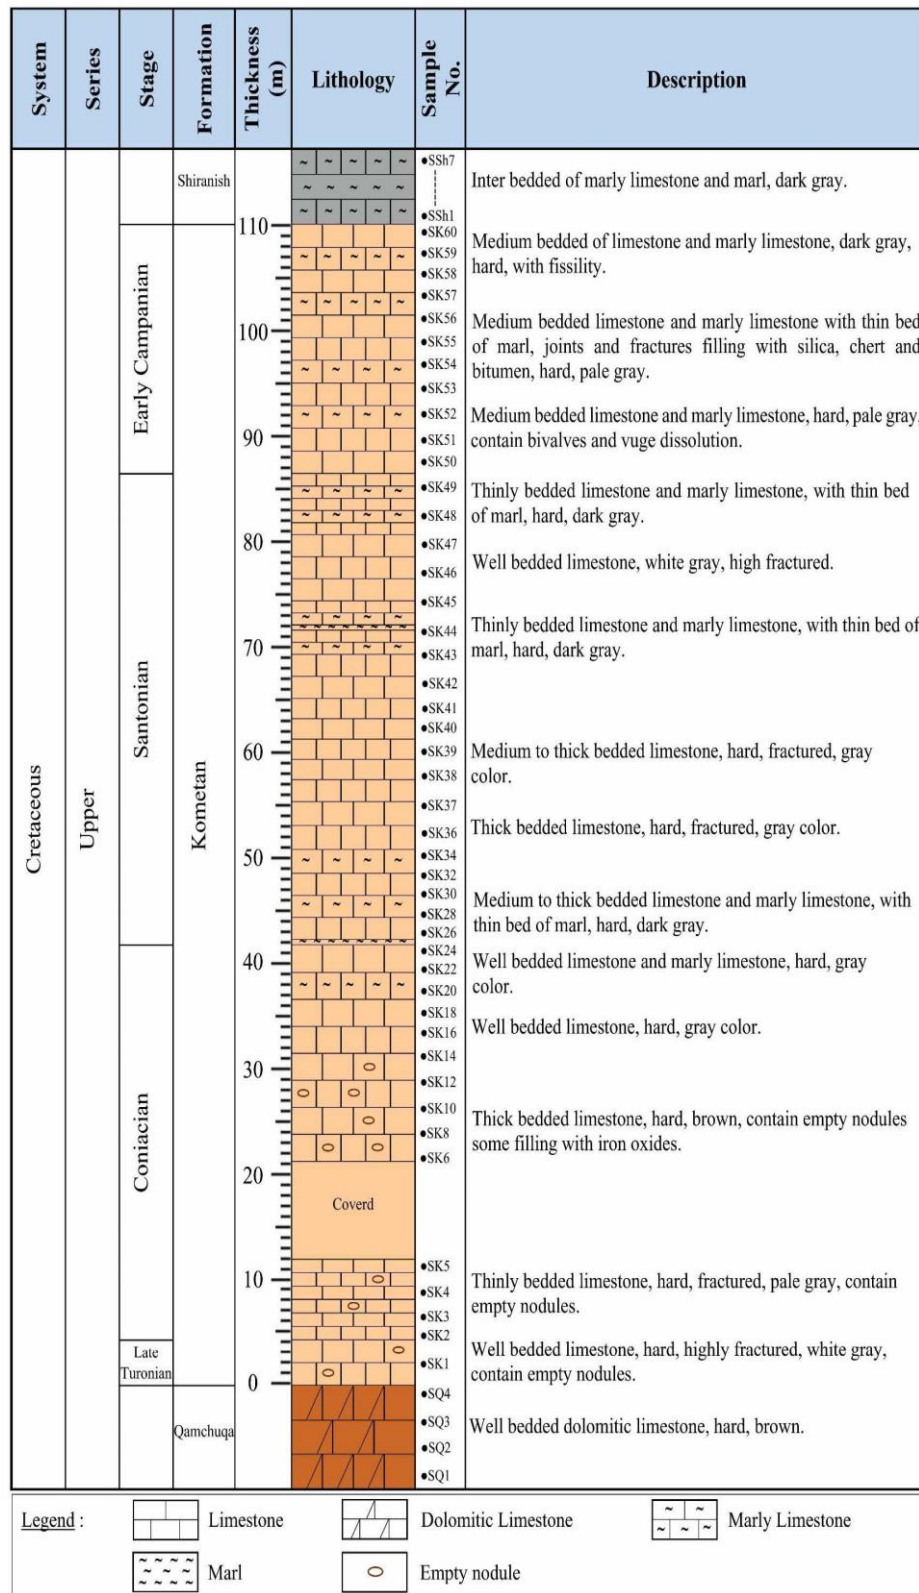 System
Series
Stage
Formation
Thickness
(m)
Lithology
Sample
No.
Description
Cretaceous
Upper
Shiranish
Kometan
Qamchuqa
Early Campanian
Santonian
Coniacian
Late
Turonian
110
100
90
80
70
60
50
40
30
20
10
0
Coverd
SSh7
SSh1
SK60
SK59
SK58
SK57
SK56
SK55
SK54
SK53
SK52
SK51
SK50
SK49
SK48
SK47
SK46
SK45
SK44
SK43
SK42
SK41
SK40
SK39
SK38
SK37
SK36
SK34
SK32
SK30
SK28
SK26
SK24
SK22
SK20
SK18
SK16
SK14
SK12
SK10
SK8
SK6
SK5
SK4
SK3
SK2
SK1
SQ4
SQ3
SQ2
SQ1
Inter bedded of marly limestone and marl, dark gray.
Medium bedded of limestone and marly limestone, dark gray,
hard, with fissility.
Medium bedded limestone and marly limestone with thin bed
of marl, joints and fractures filling with silica, chert and
bitumen, hard, pale gray.
Medium bedded limestone and marly limestone, hard, pale gray,
contain bivalves and vuge dissolution.
Thinly bedded limestone and marly limestone, with thin bed
of marl, hard, dark gray.
Well bedded limestone, white gray, high fractured.
Thinly bedded limestone and marly limestone, with thin bed of
marl, hard, dark gray.
Medium to thick bedded limestone, hard, fractured, gray
color.
Thick bedded limestone, hard, fractured, gray color.
Medium to thick bedded limestone and marly limestone, with
thin bed of marl, hard, dark gray.
Well bedded limestone and marly limestone, hard, gray
color.
Well bedded limestone, hard, gray color.
Thick bedded limestone, hard, brown, contain empty nodules
some filling with iron oxides.
Thinly bedded limestone, hard, fractured, pale gray, contain
empty nodules.
Well bedded limestone, hard, highly fractured, white gray,
contain empty nodules.
Well bedded dolomitic limestone, hard, brown.
Legend :
Limestone
Dolomitic Limestone
Marly Limestone
Marl
Empty nodule